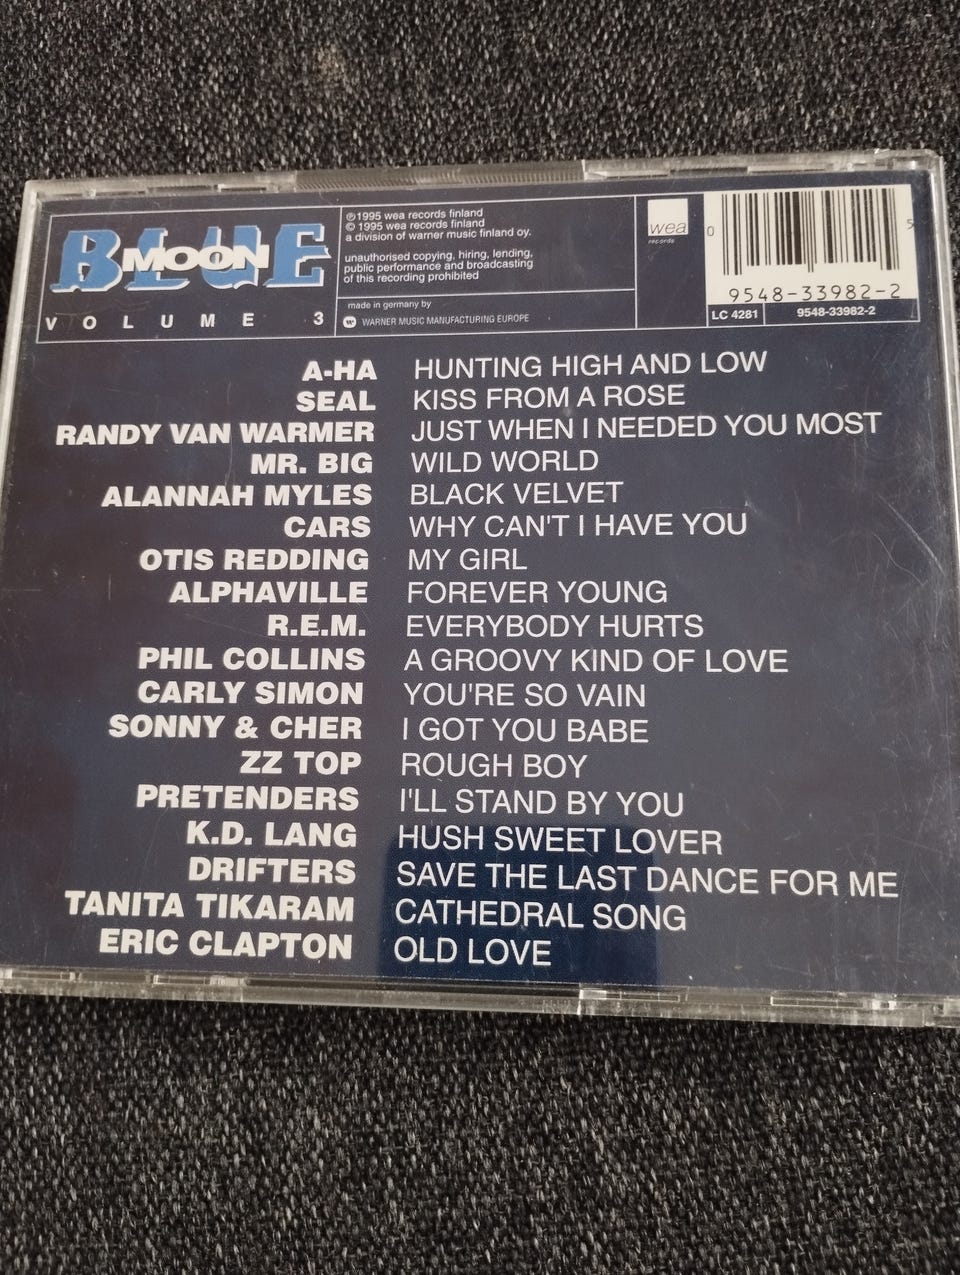 BLUE
MOON
VOLUME 3
℗1995 wea records finland
© 1995 wea records finland
a division of warner music finland oy.
unauthorised copying, hiring, lending,
public performance and broadcasting
of this recording prohibited
made in germany by
WARNER MUSIC MANUFACTURING EUROPE
wea
records
0
5
9548-33982-2
LC 4281 9548-33982-2
A-HA HUNTING HIGH AND LOW
SEAL KISS FROM A ROSE
RANDY VAN WARMER JUST WHEN I NEEDED YOU MOST
MR. BIG WILD WORLD
ALANNAH MYLES BLACK VELVET
CARS WHY CAN'T I HAVE YOU
OTIS REDDING MY GIRL
ALPHAVILLE FOREVER YOUNG
R.E.M. EVERYBODY HURTS
PHIL COLLINS A GROOVY KIND OF LOVE
CARLY SIMON YOU'RE SO VAIN
SONNY & CHER I GOT YOU BABE
ZZ TOP ROUGH BOY
PRETENDERS I'LL STAND BY YOU
K.D. LANG HUSH SWEET LOVER
DRIFTERS SAVE THE LAST DANCE FOR ME
TANITA TIKARAM CATHEDRAL SONG
ERIC CLAPTON OLD LOVE